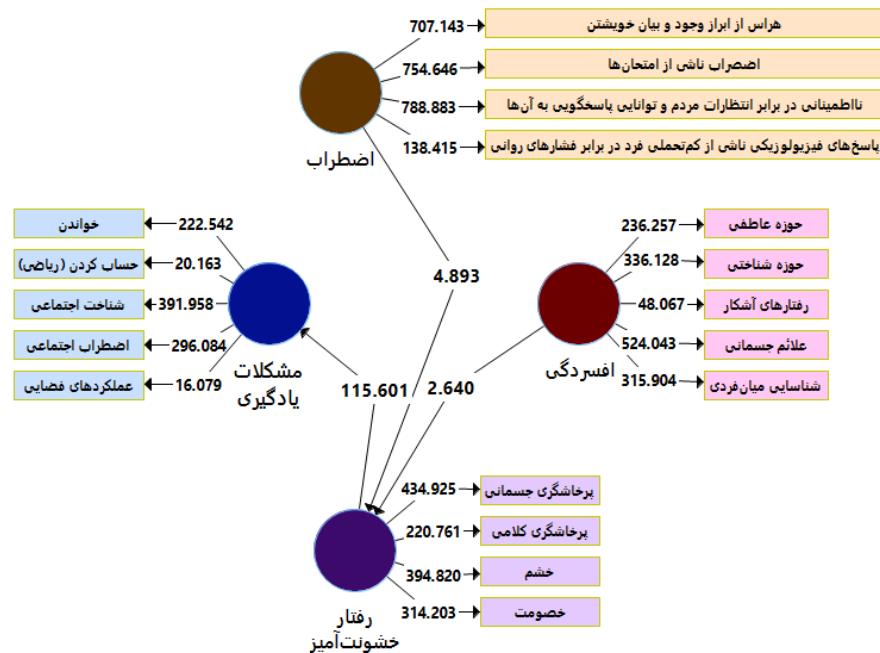 707.143
هراس از ابراز وجود و بیان خویشتن
754.646
اضصراب ناشی از امتحان‌ها
788.883
نااطمینانی در برابر انتظارات مردم و توانایی پاسخگویی به آن‌ها
138.415
پاسخ‌های فیزیولوزیکی ناشی از کم‌تحملی فرد در برابر فشارهای روانی
اضطراب
خواندن
222.542
حساب کردن (ریاضی)
20.163
شناخت اجتماعی
391.958
اضطراب اجتماعی
296.084
عملکردهای فضایی
16.079
مشکلات
یادگیری
4.893
236.257
حوزه عاطفی
336.128
حوزه شناختی
48.067
رفتارهای آشکار
524.043
علائم جسمانی
315.904
شناسایی میان‌فردی
افسردگی
115.601
2.640
434.925
پرخاشگری جسمانی
220.761
پرخاشگری کلامی
394.820
خشم
314.203
خصومت
رفتار
خشونت‌آمیز